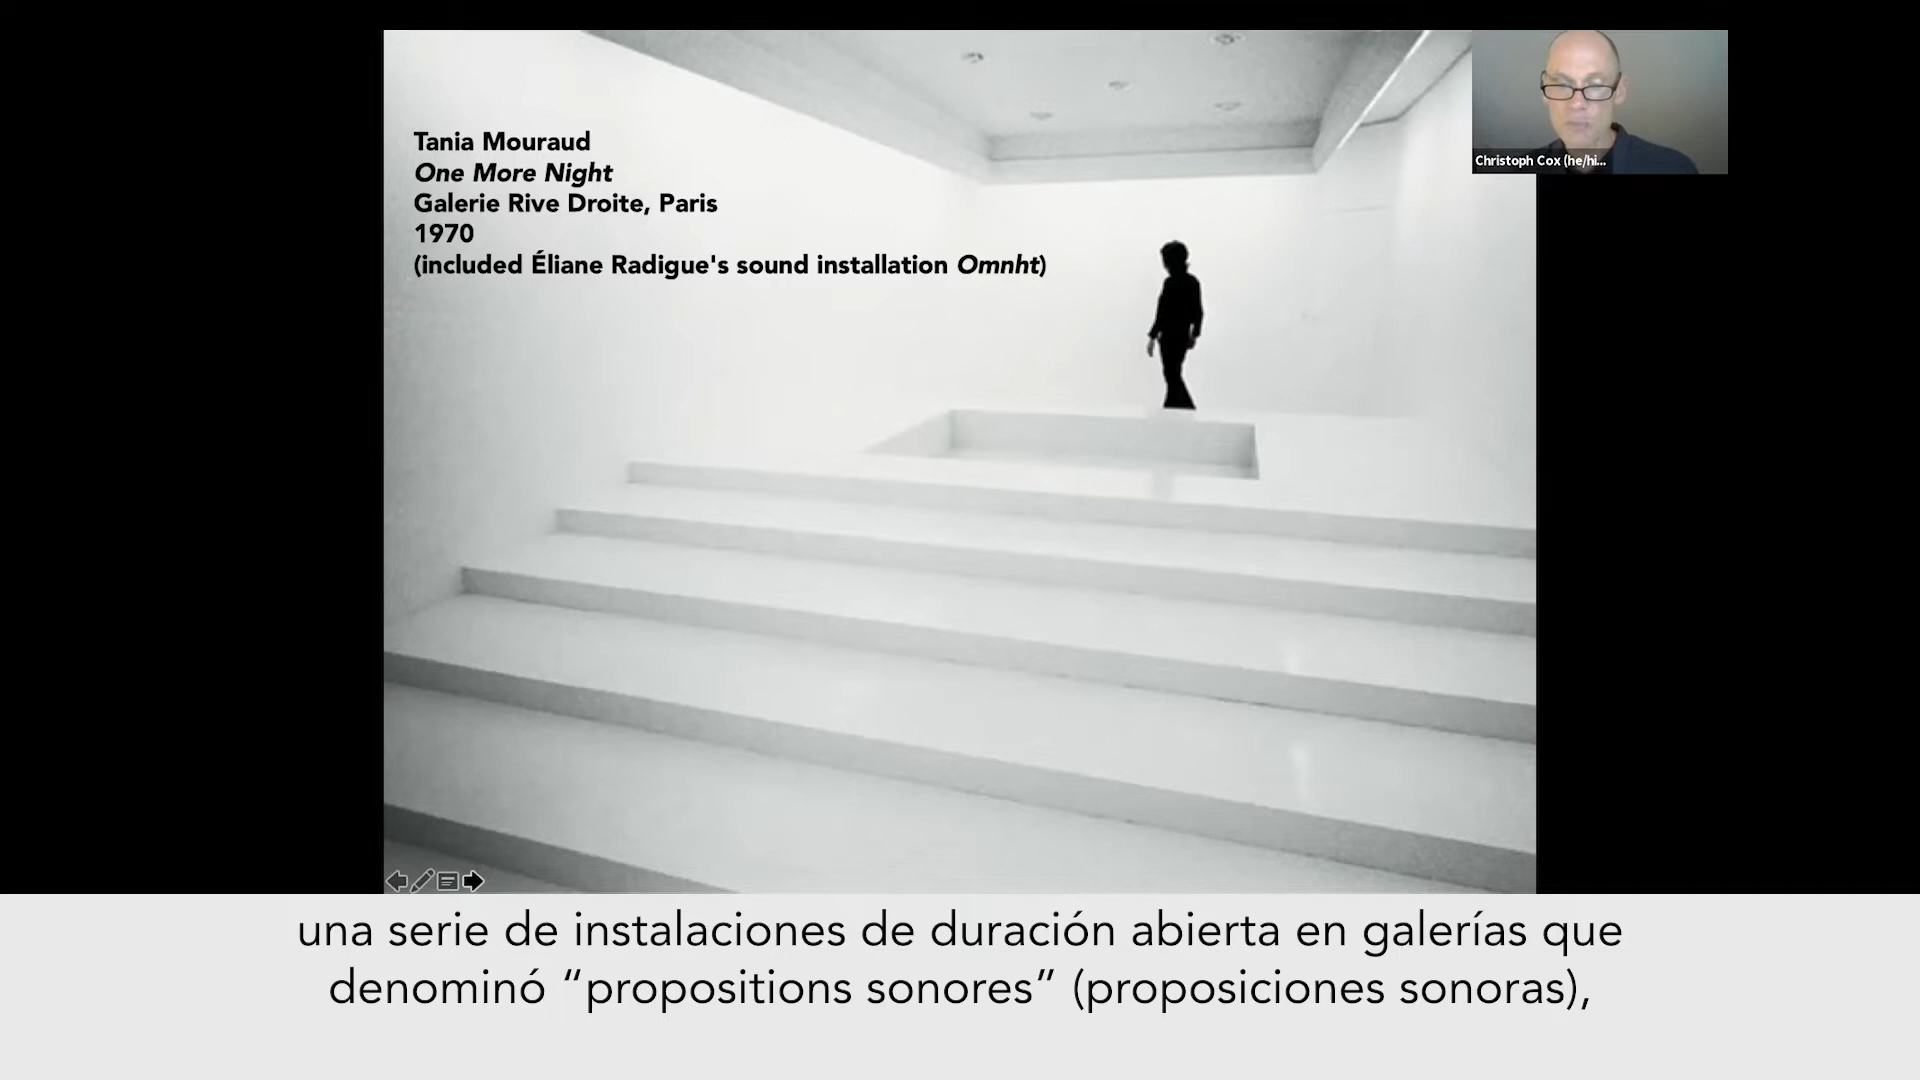 Tania Mouraud
One More Night
Galerie Rive Droite, Paris
1970
(included Éliane Radigue's sound installation Omnht)
Christoph Cox (he/hi...
una serie de instalaciones de duración abierta en galerías que
denominó “propositions sonores” (proposiciones sonoras),